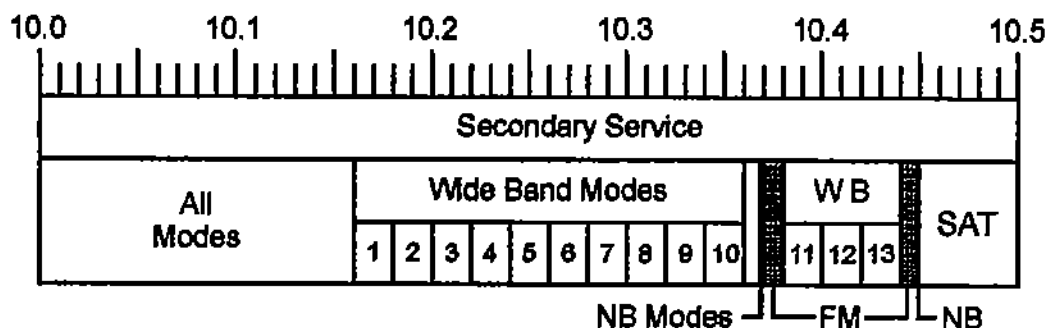 10.0 10.1 10.2 10.3 10.4 10.5
Secondary Service
All
Modes
Wide Band Modes
W B
SAT
1 2 3 4 5 6 7 8 9 10 11 12 13
NB Modes FM NB